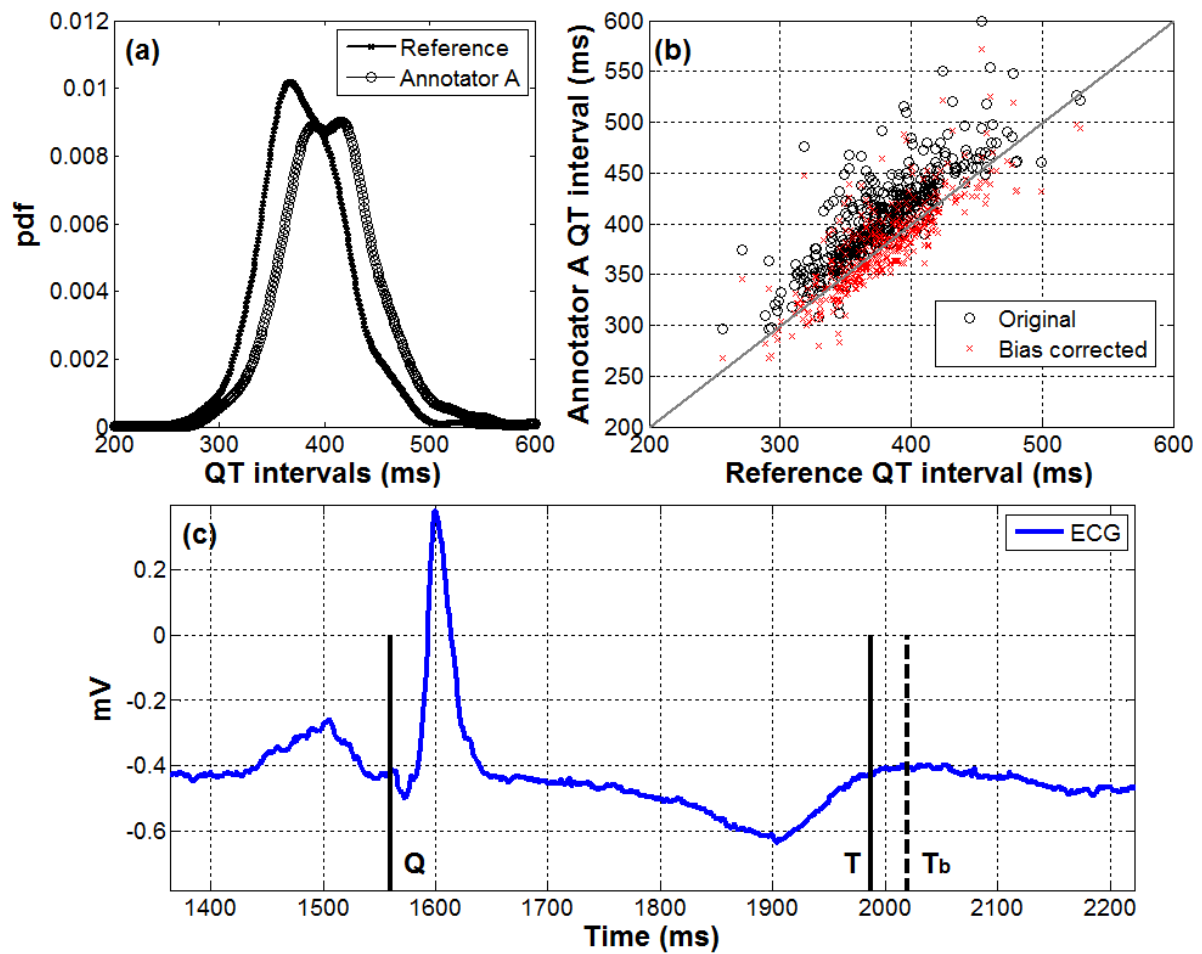 (a)
Reference
Annotator A
0.012
0.01
0.008
0.006
0.004
0.002
0
pdf
200
300
400
500
600
QT intervals (ms)
(b)
600
550
500
450
400
350
300
250
200
Annotator A QT interval (ms)
Original
Bias corrected
200
300
400
500
600
Reference QT interval (ms)
(c)
ECG
0.2
0
-0.2
-0.4
-0.6
mV
Q
T
Tb
1400
1500
1600
1700
1800
1900
2000
2100
2200
Time (ms)